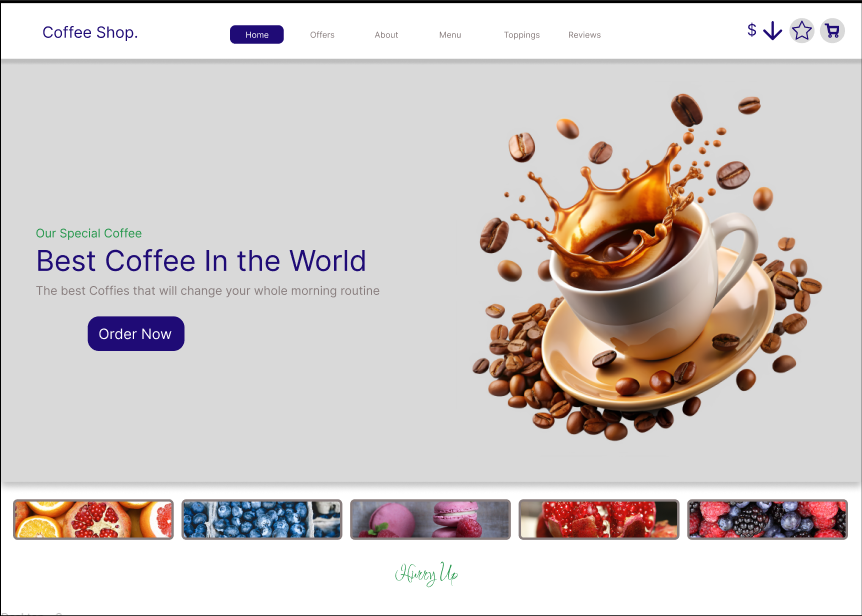 Coffee Shop.
Home Offers About Menu Toppings Reviews $
Our Special Coffee
Best Coffee In the World
The best Coffies that will change your whole morning routine
Order Now
Hurry Up